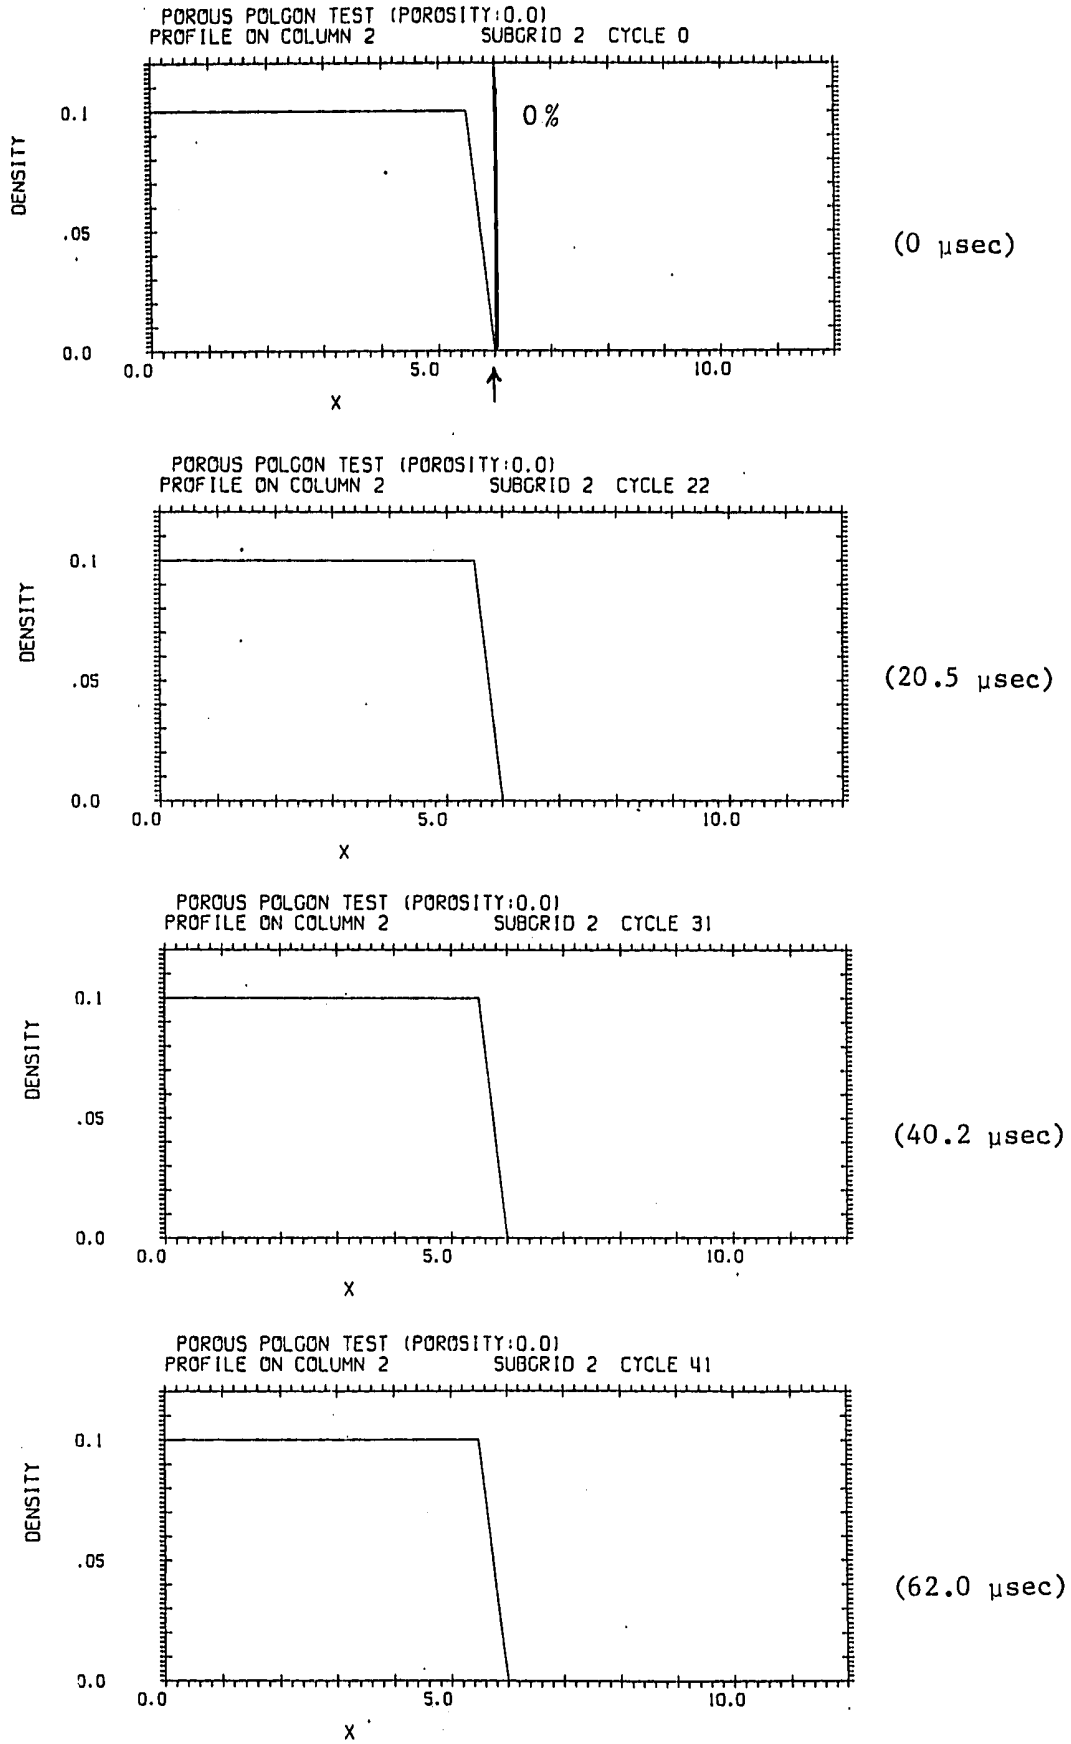 POROUS POLGON TEST (POROSITY:0.0)
PROFILE ON COLUMN 2 SUBGRID 2 CYCLE 0
0.1
0%
DENSITY
.05
(0 µsec)
0.0
0.0 5.0 10.0
X
POROUS POLGON TEST (POROSITY:0.0)
PROFILE ON COLUMN 2 SUBGRID 2 CYCLE 22
0.1
DENSITY
.05
(20.5 µsec)
0.0
0.0 5.0 10.0
X
POROUS POLGON TEST (POROSITY:0.0)
PROFILE ON COLUMN 2 SUBGRID 2 CYCLE 31
0.1
DENSITY
.05
(40.2 µsec)
0.0
0.0 5.0 10.0
X
POROUS POLGON TEST (POROSITY:0.0)
PROFILE ON COLUMN 2 SUBGRID 2 CYCLE 41
0.1
DENSITY
.05
(62.0 µsec)
0.0
0.0 5.0 10.0
X